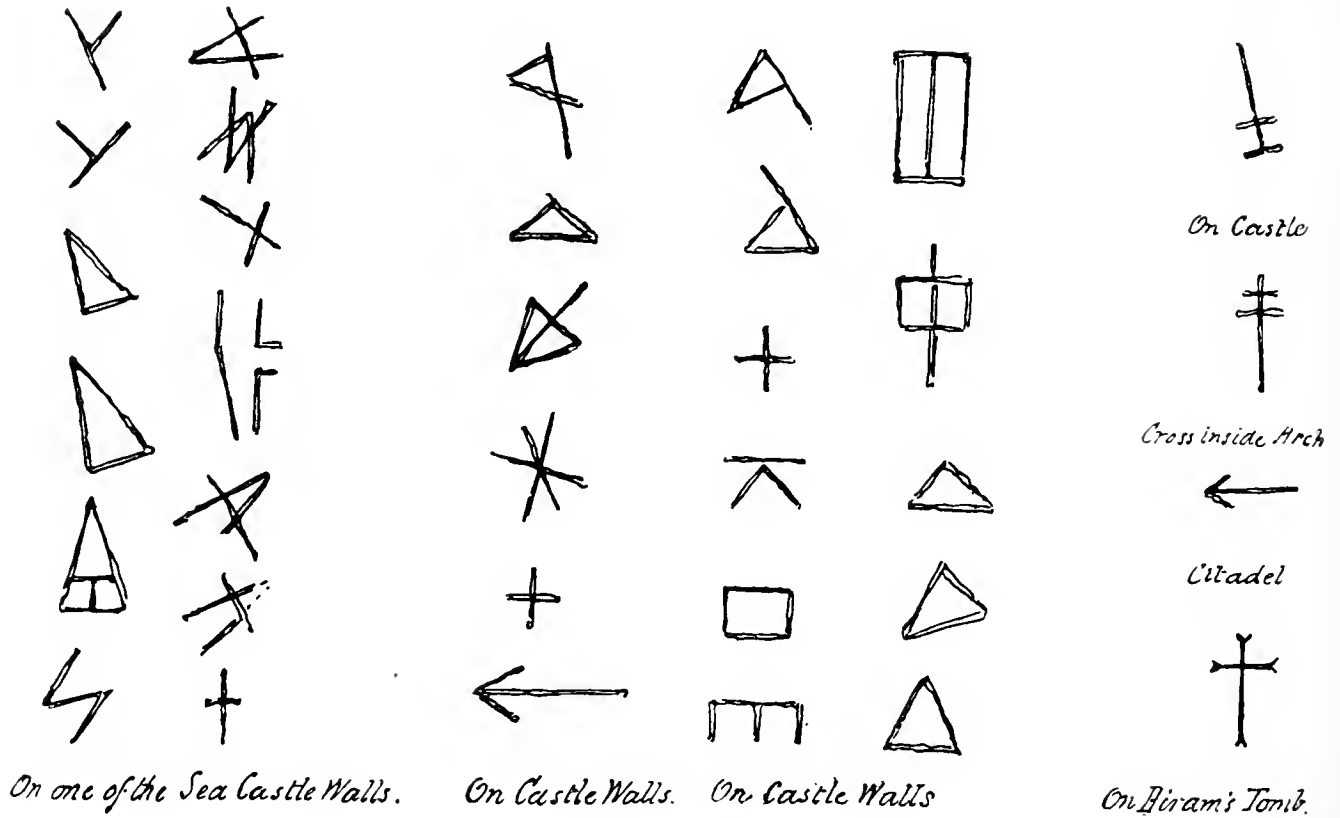 On Castle
Cross inside Arch
Citadel
On one of the Sea Castle Walls.
On Castle Walls.
On Castle Walls
On Hiram's Tomb.